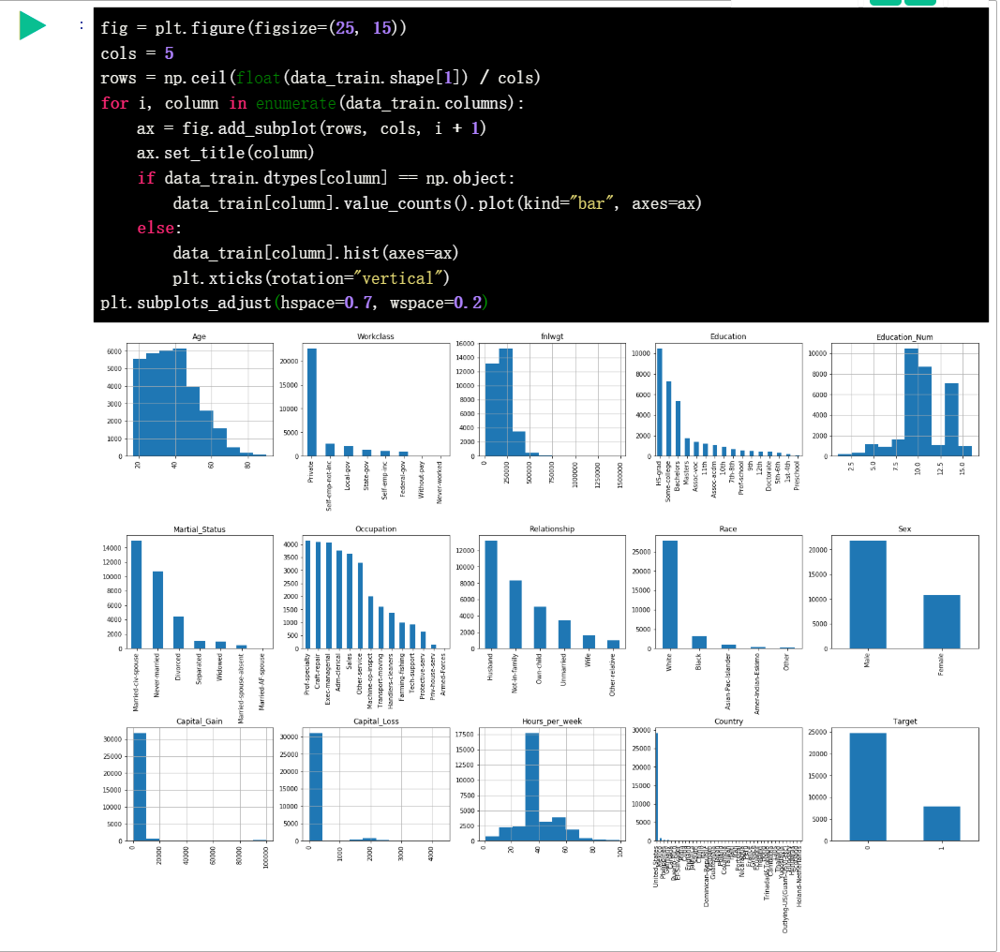 :
fig = plt.figure(figsize=(25, 15))
cols = 5
rows = np.ceil(float(data_train.shape[1]) / cols)
for i, column in enumerate(data_train.columns):
    ax = fig.add_subplot(rows, cols, i + 1)
    ax.set_title(column)
    if data_train.dtypes[column] == np.object:
        data_train[column].value_counts().plot(kind="bar", axes=ax)
    else:
        data_train[column].hist(axes=ax)
        plt.xticks(rotation="vertical")
plt.subplots_adjust(hspace=0.7, wspace=0.2)
Age
6000
5000
4000
3000
2000
1000
0
20
40
60
80
Workclass
20000
15000
10000
5000
0
Private
Self-emp-not-inc
Local-gov
State-gov
Self-emp-inc
Federal-gov
Without-pay
Never-worked
fnlwgt
16000
14000
12000
10000
8000
6000
4000
2000
0
0
250000
500000
750000
1000000
1250000
1500000
Education
10000
8000
6000
4000
2000
0
HS-grad
Some-college
Bachelors
Masters
Assoc-voc
11th
Assoc-acdm
10th
7th-8th
Prof-school
9th
12th
Doctorate
5th-6th
1st-4th
Preschool
Education_Num
10000
8000
6000
4000
2000
0
2.5
5.0
7.5
10.0
12.5
15.0
Martial_Status
14000
12000
10000
8000
6000
4000
2000
0
Married-civ-spouse
Never-married
Divorced
Separated
Widowed
Married-spouse-absent
Married-AF-spouse
Occupation
4000
3500
3000
2500
2000
1500
1000
500
0
Prof-specialty
Craft-repair
Exec-managerial
Adm-clerical
Sales
Other-service
Machine-op-inspct
Transport-moving
Handlers-cleaners
Farming-fishing
Tech-support
Protective-serv
Priv-house-serv
Armed-Forces
Relationship
12000
10000
8000
6000
4000
2000
0
Husband
Not-in-family
Own-child
Unmarried
Wife
Other-relative
Race
25000
20000
15000
10000
5000
0
White
Black
Asian-Pac-Islander
Amer-Indian-Eskimo
Other
Sex
20000
15000
10000
5000
0
Male
Female
Capital_Gain
30000
25000
20000
15000
10000
5000
0
0
20000
40000
60000
80000
100000
Capital_Loss
30000
25000
20000
15000
10000
5000
0
0
1000
2000
3000
4000
Hours_per_week
17500
15000
12500
10000
7500
5000
2500
0
0
20
40
60
80
100
Country
30000
25000
20000
15000
10000
5000
0
United-States
Dominican-Republic
Outlying-US(Guam-USVI-etc)
Holand-Netherlands
Target
25000
20000
15000
10000
5000
0
0
1